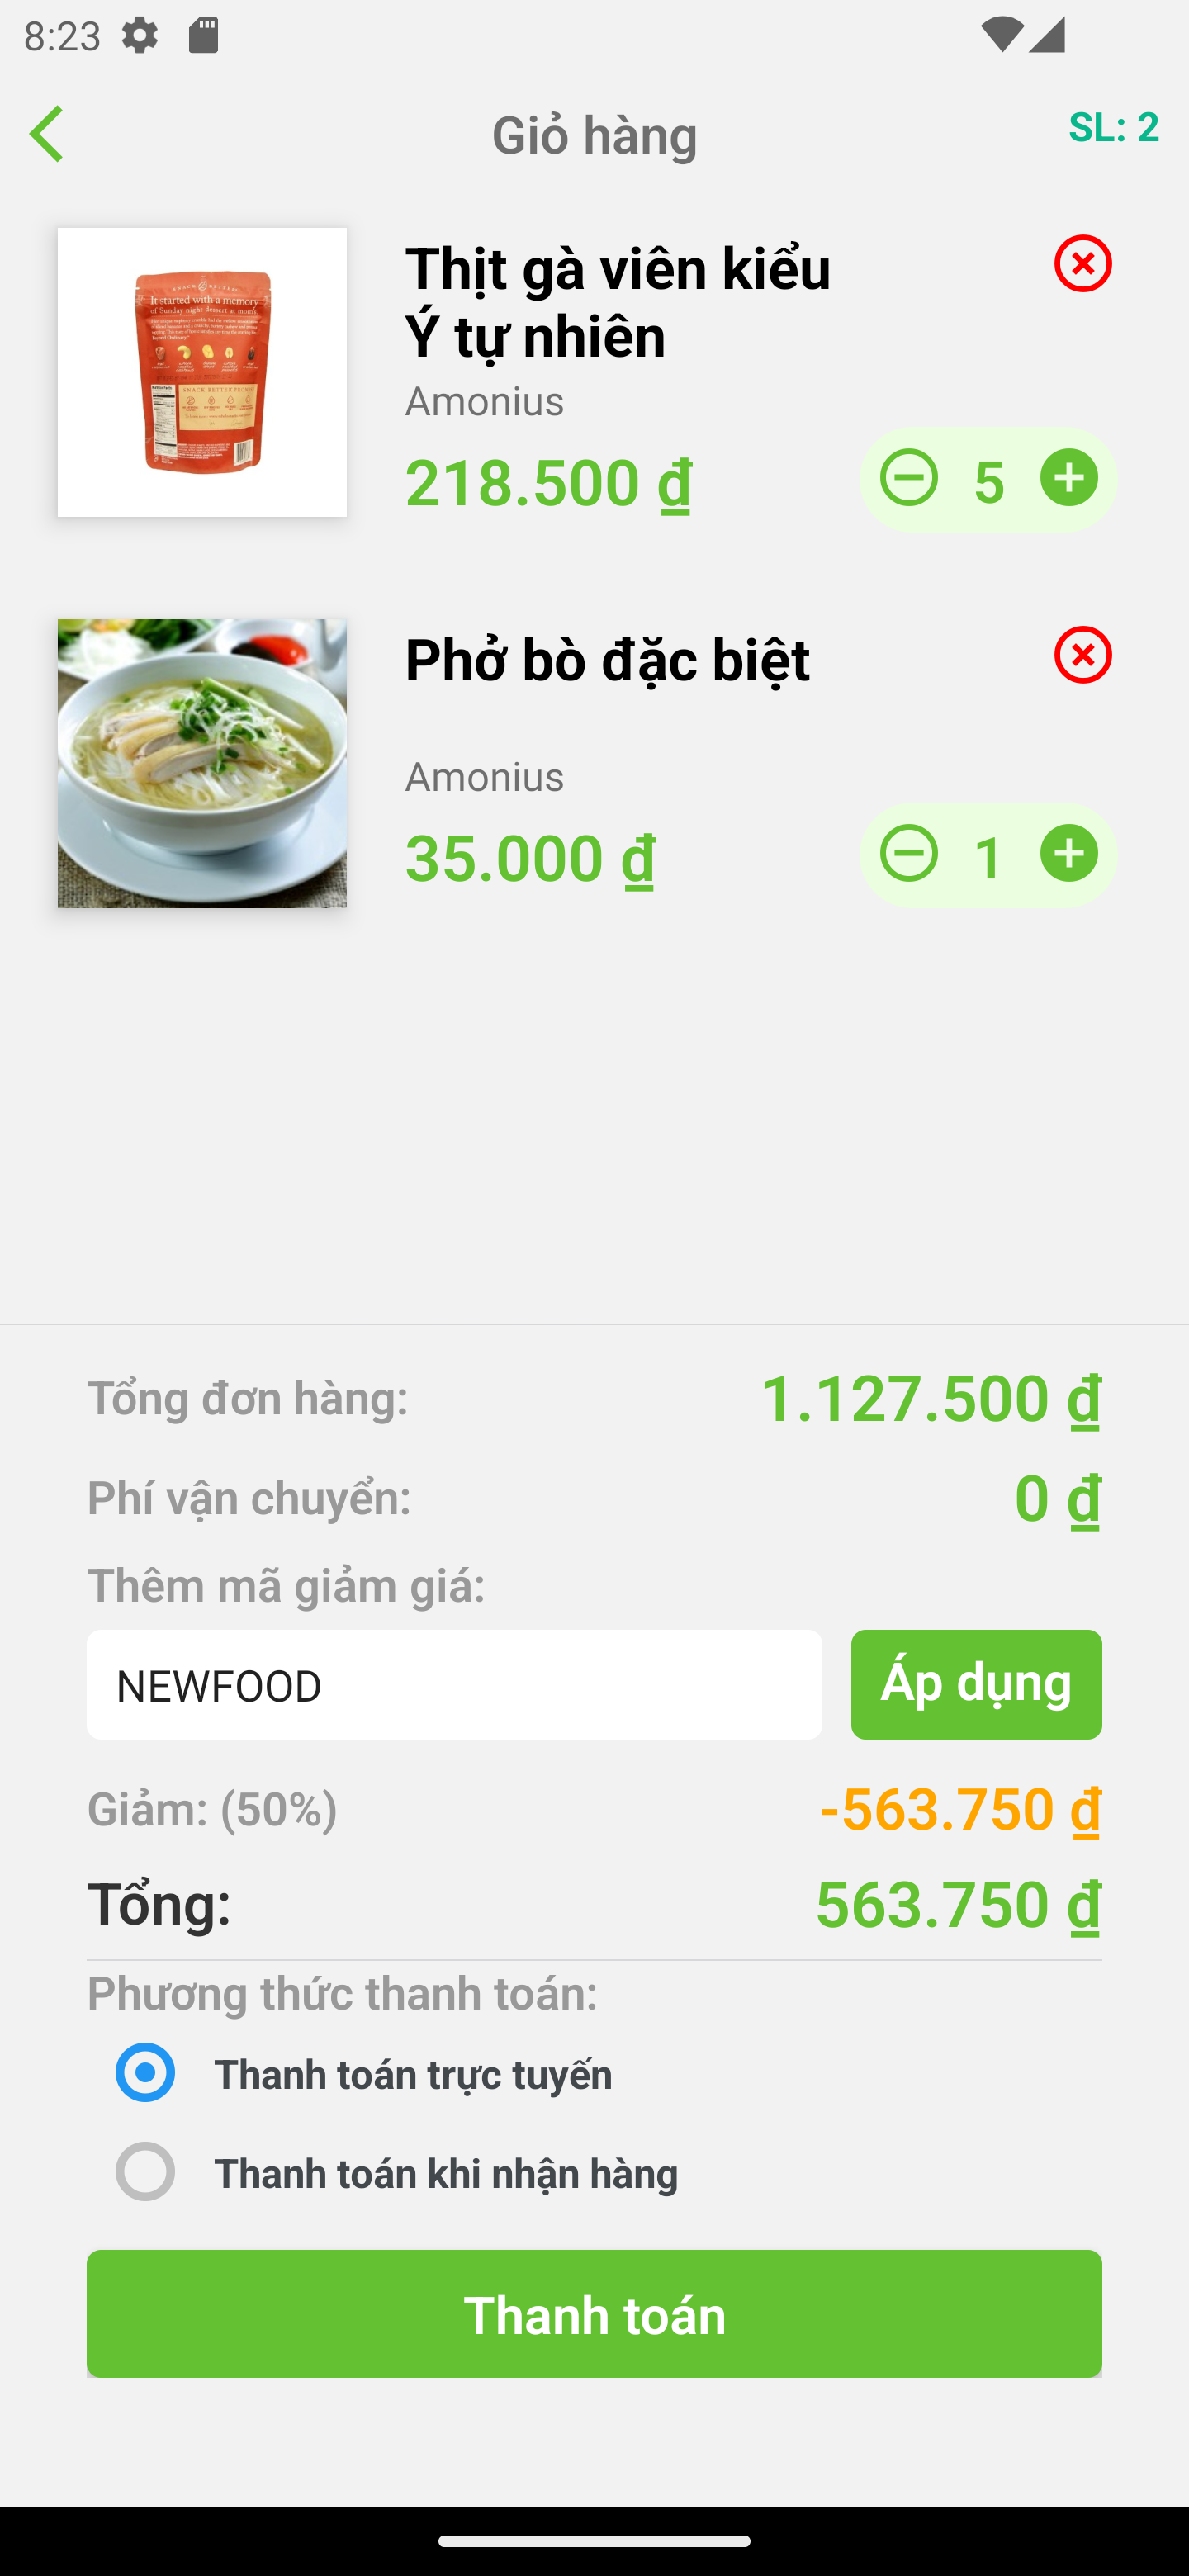 8:23
Giỏ hàng
SL: 2
It started with a memory
of Sunday night dessert at mom's.
Thịt gà viên kiểu
Ý tự nhiên
Amonius
218.500 ₫
5
Phở bò đặc biệt
Amonius
35.000 ₫
1
Tổng đơn hàng:
1.127.500 ₫
Phí vận chuyển:
0 ₫
Thêm mã giảm giá:
NEWFOOD
Áp dụng
Giảm: (50%)
-563.750 ₫
Tổng:
563.750 ₫
Phương thức thanh toán:
Thanh toán trực tuyến
Thanh toán khi nhận hàng
Thanh toán